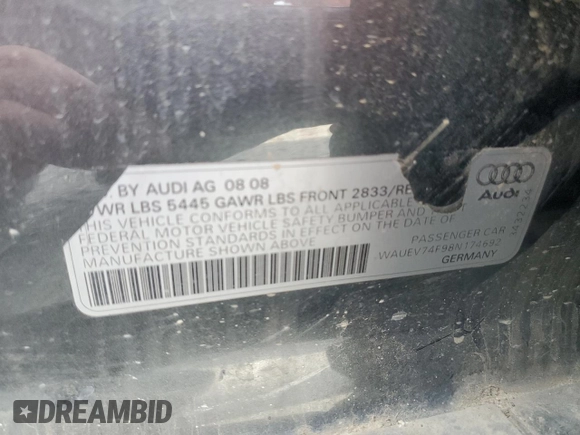 BY AUDI AG 08 08
WR LBS 5445 GAWR LBS FRONT 2833/RE
THIS VEHICLE CONFORMS TO ALL APPLICABLE
FEDERAL MOTOR VEHICLE SAFETY BUMPER AND THEFT
PREVENTION STANDARDS IN EFFECT ON THE DATE OF
MANUFACTURE SHOWN ABOVE
Audi
PASSENGER CAR
WAUEV74F98N174682
GERMANY
DREAMBID